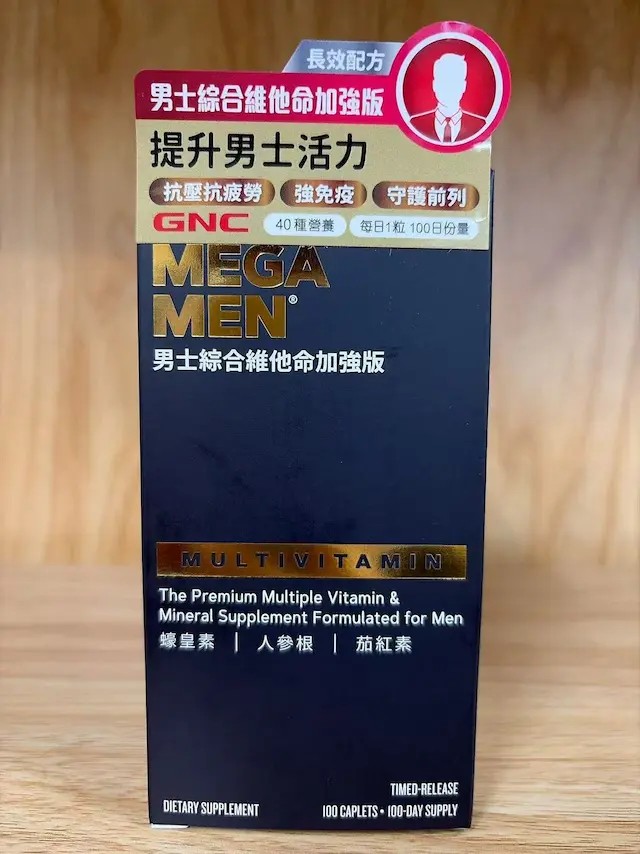 長效配方
男士綜合維他命加強版
提升男士活力
抗壓抗疲勞 強免疫 守護前列
GNC 40種營養 每日1粒 100日份量
MEGA
MEN®
男士綜合維他命加強版
MULTIVITAMIN
The Premium Multiple Vitamin &
Mineral Supplement Formulated for Men
蠔皇素 | 人參根 | 茄紅素
TIMED-RELEASE
DIETARY SUPPLEMENT 100 CAPLETS • 100-DAY SUPPLY